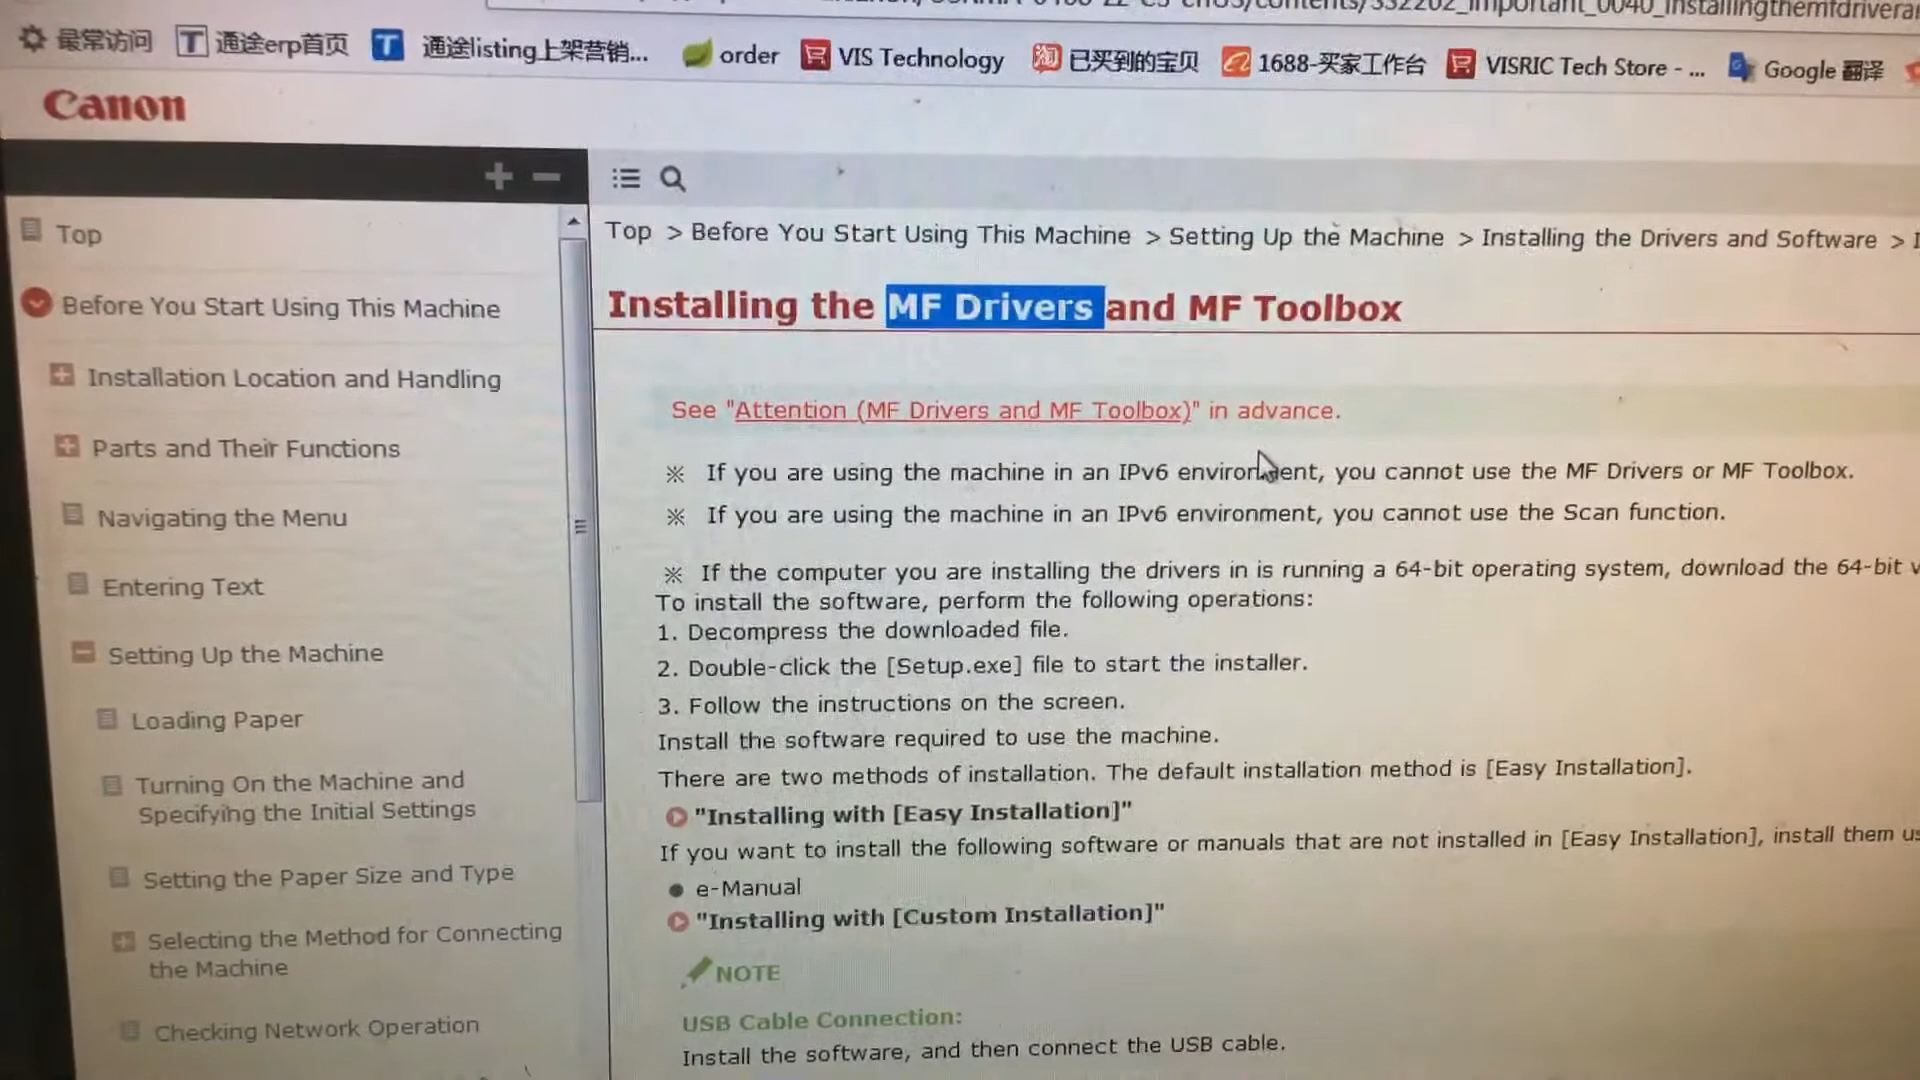 332202_important_0040_installingthemfdrivera
最常访问 通途erp首页 通途listing上架营销... order VIS Technology 已买到的宝贝 1688-买家工作台 VISRIC Tech Store - ... Google 翻译
Canon
Top
Before You Start Using This Machine
Installation Location and Handling
Parts and Their Functions
Navigating the Menu
Entering Text
Setting Up the Machine
Loading Paper
Turning On the Machine and
Specifying the Initial Settings
Setting the Paper Size and Type
Selecting the Method for Connecting
the Machine
Checking Network Operation
Top > Before You Start Using This Machine > Setting Up the Machine > Installing the Drivers and Software >
Installing the MF Drivers and MF Toolbox
See "Attention (MF Drivers and MF Toolbox)" in advance.
※ If you are using the machine in an IPv6 environment, you cannot use the MF Drivers or MF Toolbox.
※ If you are using the machine in an IPv6 environment, you cannot use the Scan function.
※ If the computer you are installing the drivers in is running a 64-bit operating system, download the 64-bit
To install the software, perform the following operations:
1. Decompress the downloaded file.
2. Double-click the [Setup.exe] file to start the installer.
3. Follow the instructions on the screen.
Install the software required to use the machine.
There are two methods of installation. The default installation method is [Easy Installation].
"Installing with [Easy Installation]"
If you want to install the following software or manuals that are not installed in [Easy Installation], install them us
● e-Manual
"Installing with [Custom Installation]"
NOTE
USB Cable Connection:
Install the software, and then connect the USB cable.